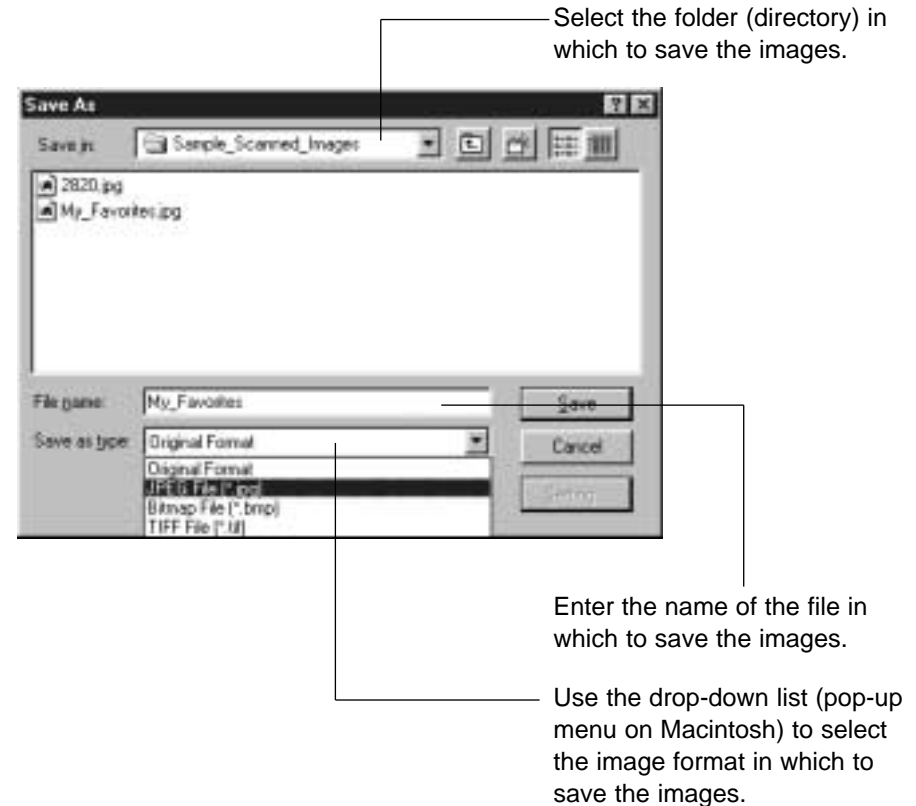 Select the folder (directory) in
which to save the images.
Save As
Save in:
Sample_Scanned_Images
2820.jpg
My_Favorites.jpg
File name:
My_Favorites
Save
Save as type:
Original Format
Cancel
Original Format
JPEG File (*.jpg)
Bitmap File (*.bmp)
TIFF File (*.tif)
Enter the name of the file in
which to save the images.
Use the drop-down list (pop-up
menu on Macintosh) to select
the image format in which to
save the images.